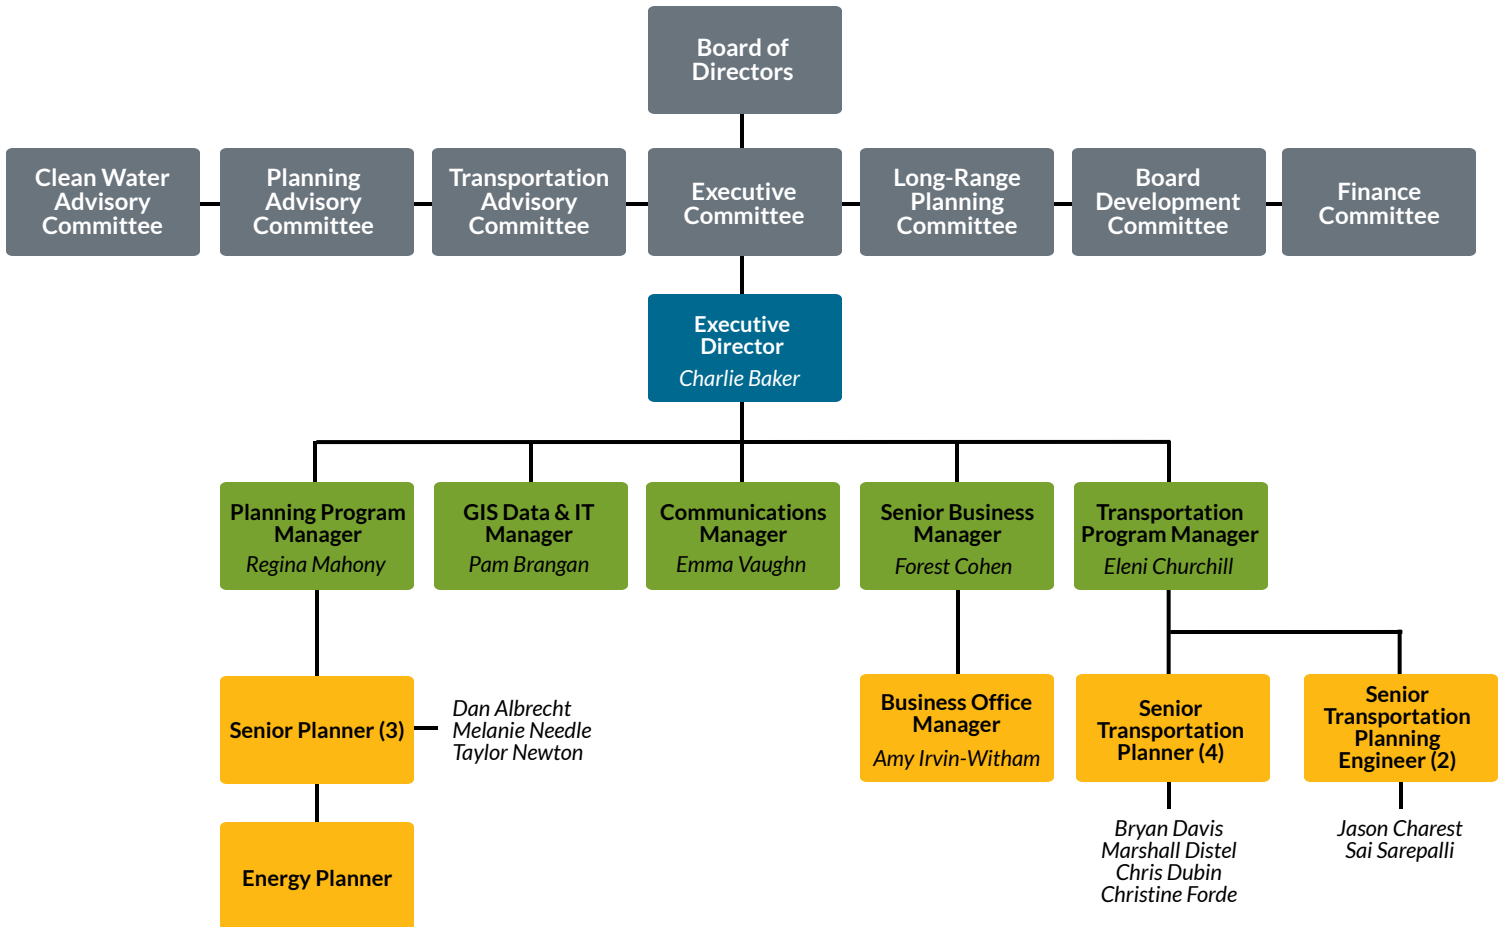 Board of
Directors
Clean Water
Advisory
Committee
Planning
Advisory
Committee
Transportation
Advisory
Committee
Executive
Committee
Long-Range
Planning
Committee
Board
Development
Committee
Finance
Committee
Executive
Director
Charlie Baker
Planning Program
Manager
Regina Mahony
GIS Data & IT
Manager
Pam Brangan
Communications
Manager
Emma Vaughn
Senior Business
Manager
Forest Cohen
Transportation
Program Manager
Eleni Churchill
Senior Planner (3)
Dan Albrecht
Melanie Needle
Taylor Newton
Business Office
Manager
Amy Irvin-Witham
Senior
Transportation
Planner (4)
Senior
Transportation
Planning
Engineer (2)
Bryan Davis
Marshall Distel
Chris Dubin
Christine Forde
Jason Charest
Sai Sarepalli
Energy Planner